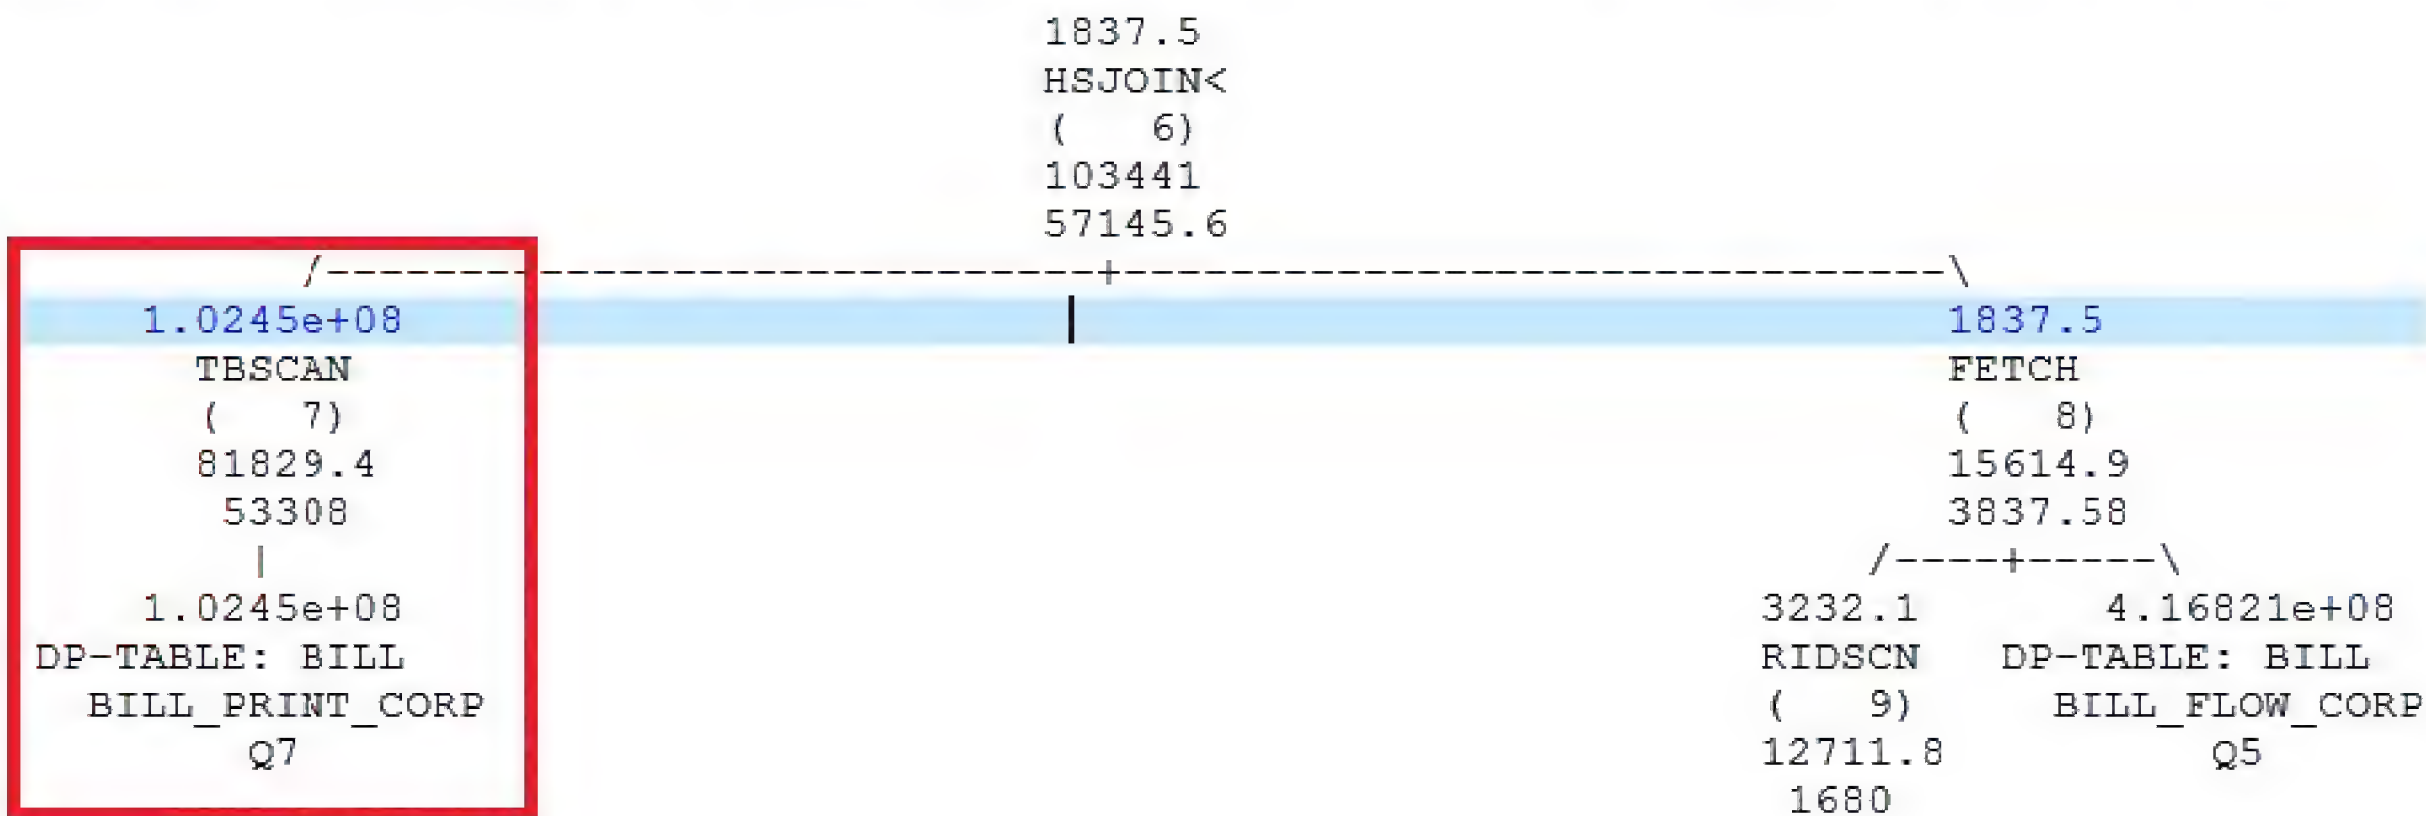 1837.5
HSJOIN<
(   6)
103441
57145.6
/-----------------------------+------------------------------\
1.0245e+08                                                1837.5
TBSCAN                                                    FETCH
(   7)                                                    (   8)
81829.4                                                   15614.9
53308                                                     3837.58
|                                                         /----+-----\
1.0245e+08                                                3232.1       4.16821e+08
DP-TABLE: BILL                                            RIDSCN   DP-TABLE: BILL
BILL_PRINT_CORP                                           (   9)     BILL_FLOW_CORP
Q7                                                        12711.8          Q5
1680